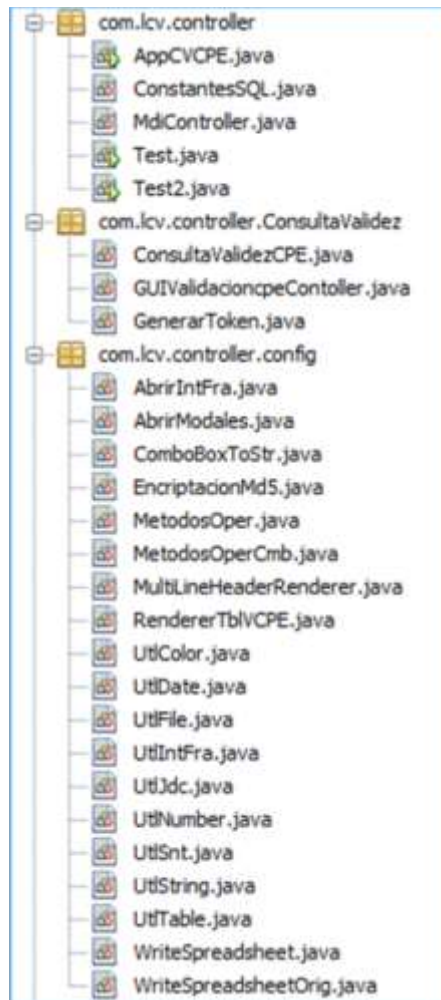 com.lcv.controller
AppCVCPE.java
ConstantesSQL.java
MdiController.java
Test.java
Test2.java
com.lcv.controller.ConsultaValidez
ConsultaValidezCPE.java
GUIValidacioncpeContoller.java
GenerarToken.java
com.lcv.controller.config
AbrirIntFra.java
AbrirModales.java
ComboBoxToStr.java
EncriptacionMd5.java
MetodosOper.java
MetodosOperCmb.java
MultiLineHeaderRenderer.java
RendererTblVCPE.java
UtlColor.java
UtlDate.java
UtlFile.java
UtlIntFra.java
UtlJdc.java
UtlNumber.java
UtlSnt.java
UtlString.java
UtlTable.java
WriteSpreadsheet.java
WriteSpreadsheetOrig.java